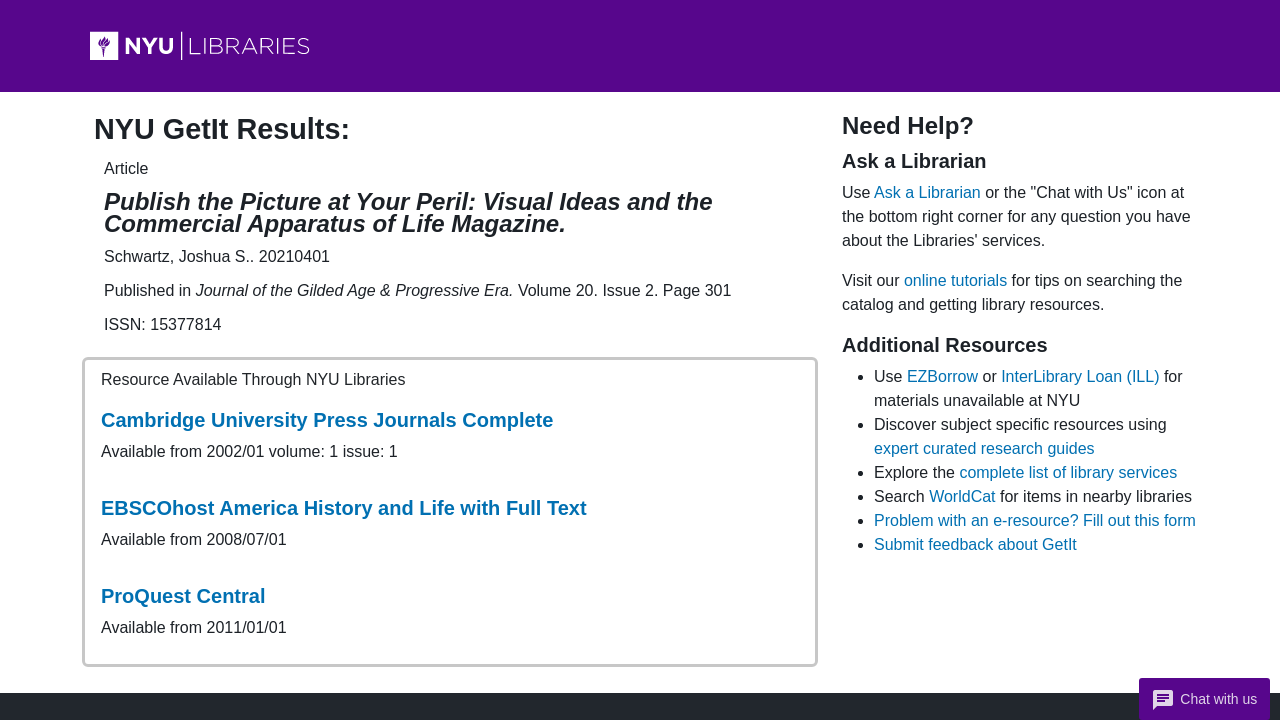 NYU LIBRARIES
NYU GetIt Results:
Article
Publish the Picture at Your Peril: Visual Ideas and the
Commercial Apparatus of Life Magazine.
Schwartz, Joshua S.. 20210401
Published in Journal of the Gilded Age & Progressive Era. Volume 20. Issue 2. Page 301
ISSN: 15377814
Resource Available Through NYU Libraries
Cambridge University Press Journals Complete
Available from 2002/01 volume: 1 issue: 1
EBSCOhost America History and Life with Full Text
Available from 2008/07/01
ProQuest Central
Available from 2011/01/01
Need Help?
Ask a Librarian
Use Ask a Librarian or the "Chat with Us" icon at
the bottom right corner for any question you have
about the Libraries' services.
Visit our online tutorials for tips on searching the
catalog and getting library resources.
Additional Resources
Use EZBorrow or InterLibrary Loan (ILL) for
materials unavailable at NYU
Discover subject specific resources using
expert curated research guides
Explore the complete list of library services
Search WorldCat for items in nearby libraries
Problem with an e-resource? Fill out this form
Submit feedback about GetIt
Chat with us